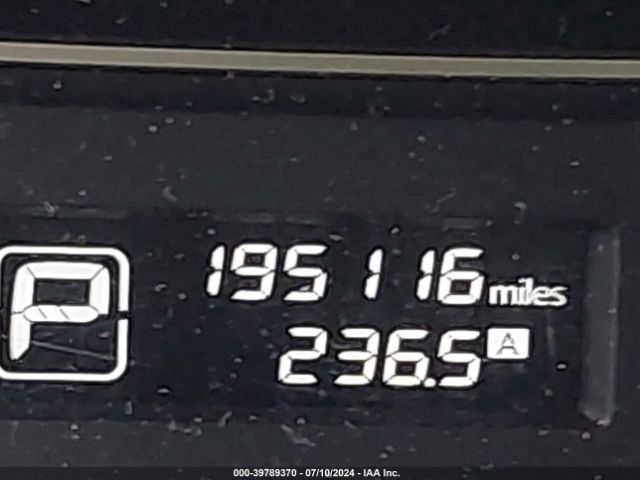 P
195116 miles
236.5 A
000-39789370 - 07/10/2024 - IAA Inc.